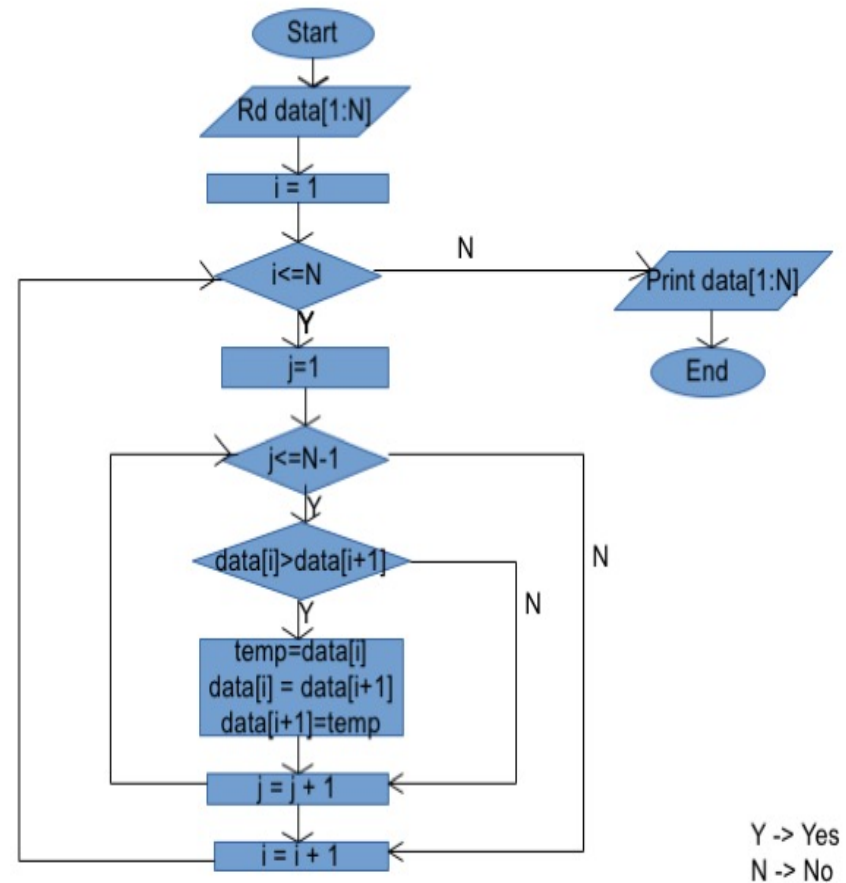 Start
Rd data[1:N]
i = 1
i<=N
N
Print data[1:N]
End
Y
j=1
j<=N-1
Y
N
data[i]>data[i+1]
N
Y
temp=data[i]
data[i] = data[i+1]
data[i+1]=temp
j = j + 1
i = i + 1
Y -> Yes
N -> No